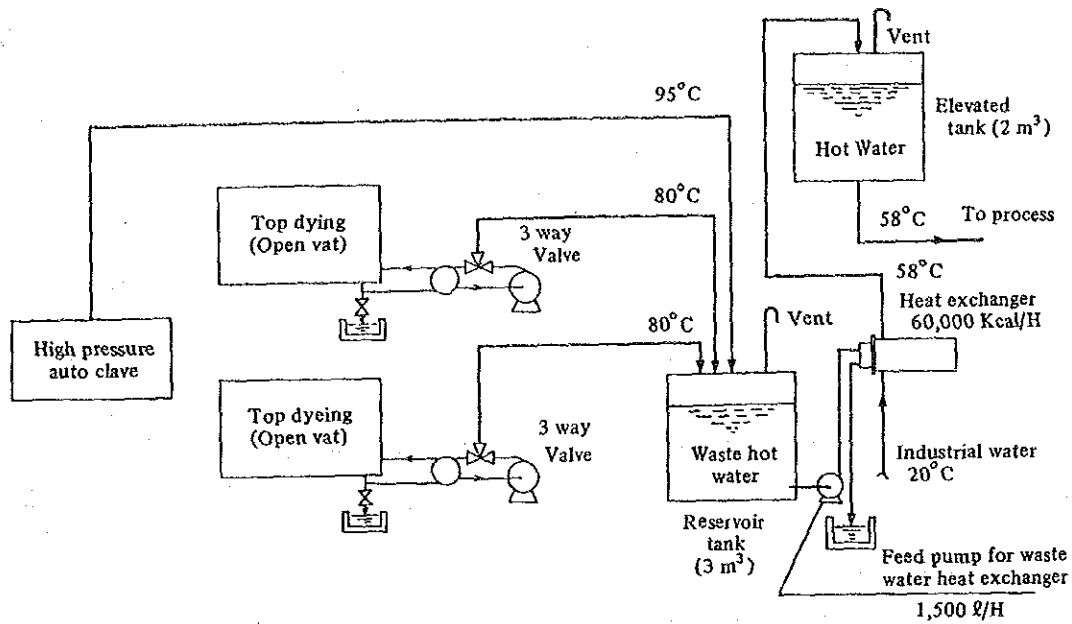 Vent
Elevated
tank (2 m³)
Hot Water
95°C
80°C
58°C
To process
Top dying
(Open vat)
3 way
Valve
58°C
Heat exchanger
60,000 Kcal/H
80°C
Vent
High pressure
auto clave
Top dyeing
(Open vat)
3 way
Valve
Waste hot
water
Industrial water
20°C
Reservoir
tank
(3 m³)
Feed pump for waste
water heat exchanger
1,500 ℓ/H